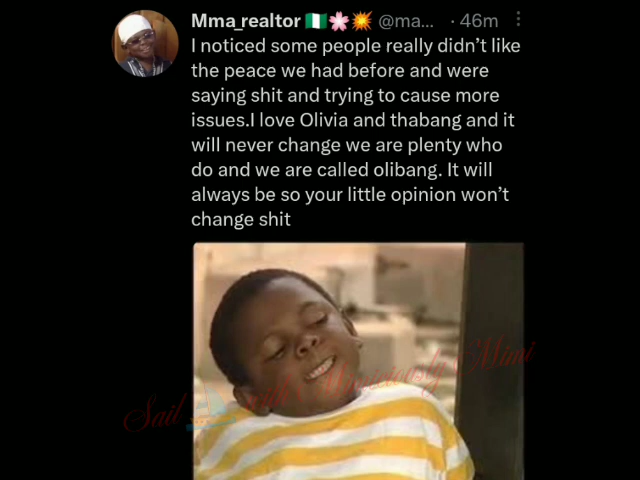 Mma_realtor 🇳🇬🌸💥 @ma... · 46m
I noticed some people really didn't like
the peace we had before and were
saying shit and trying to cause more
issues.I love Olivia and thabang and it
will never change we are plenty who
do and we are called olibang. It will
always be so your little opinion won't
change shit
Sail Mimi